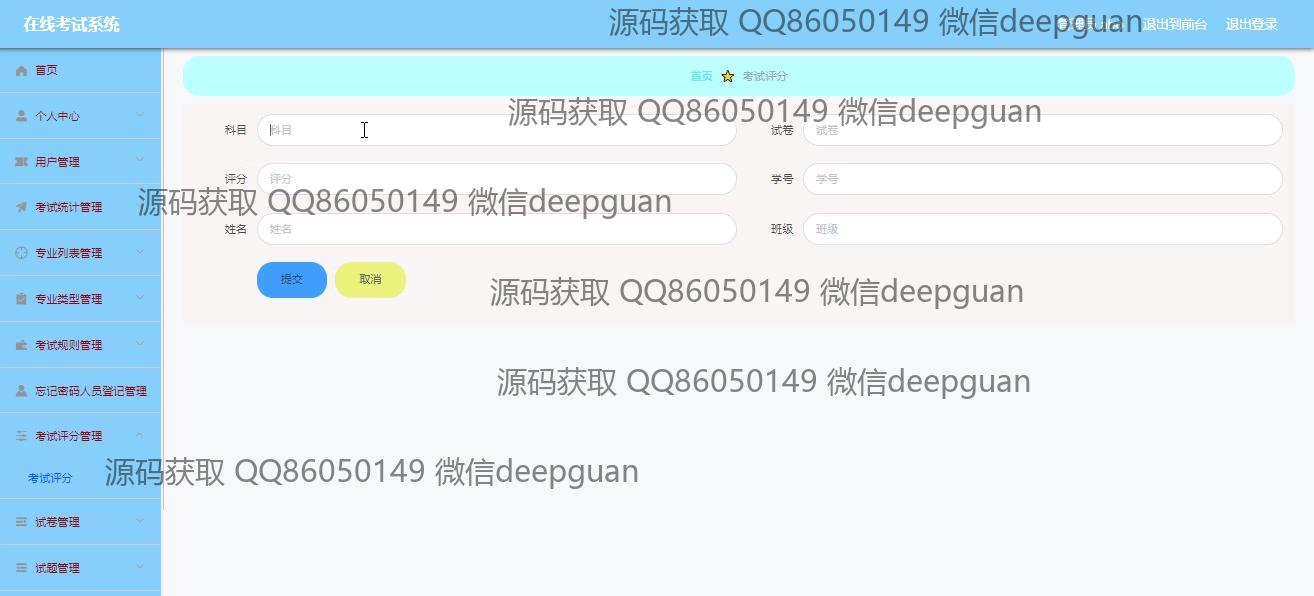 在线考试系统
源码获取 QQ86050149 微信deepguan
退出到前台
退出登录
首页
个人中心
用户管理
考试统计管理
专业列表管理
专业类型管理
考试规则管理
忘记密码人员登记管理
考试评分管理
考试评分
试卷管理
试题管理
首页 考试评分
源码获取 QQ86050149 微信deepguan
科目 科目
试卷 试卷
评分 评分
学号 学号
源码获取 QQ86050149 微信deepguan
姓名 姓名
班级 班级
提交 取消
源码获取 QQ86050149 微信deepguan
源码获取 QQ86050149 微信deepguan
源码获取 QQ86050149 微信deepguan